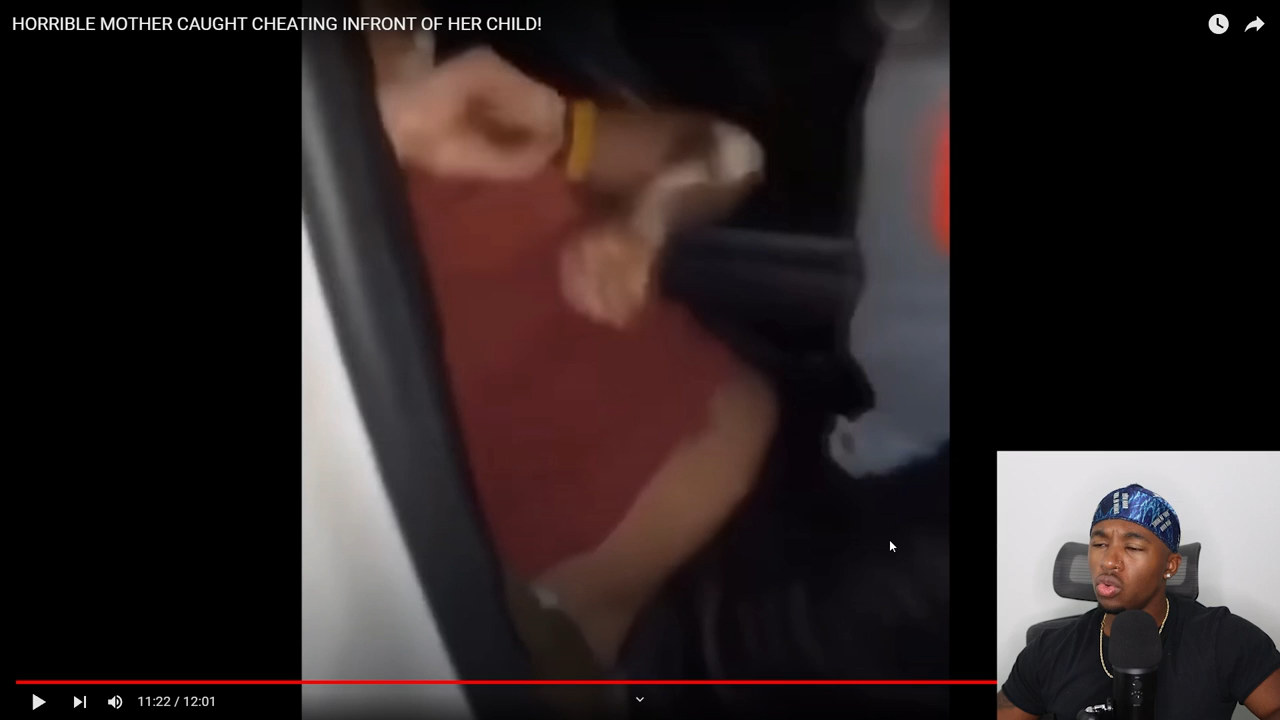 HORRIBLE MOTHER CAUGHT CHEATING INFRONT OF HER CHILD!
11:22 / 12:01